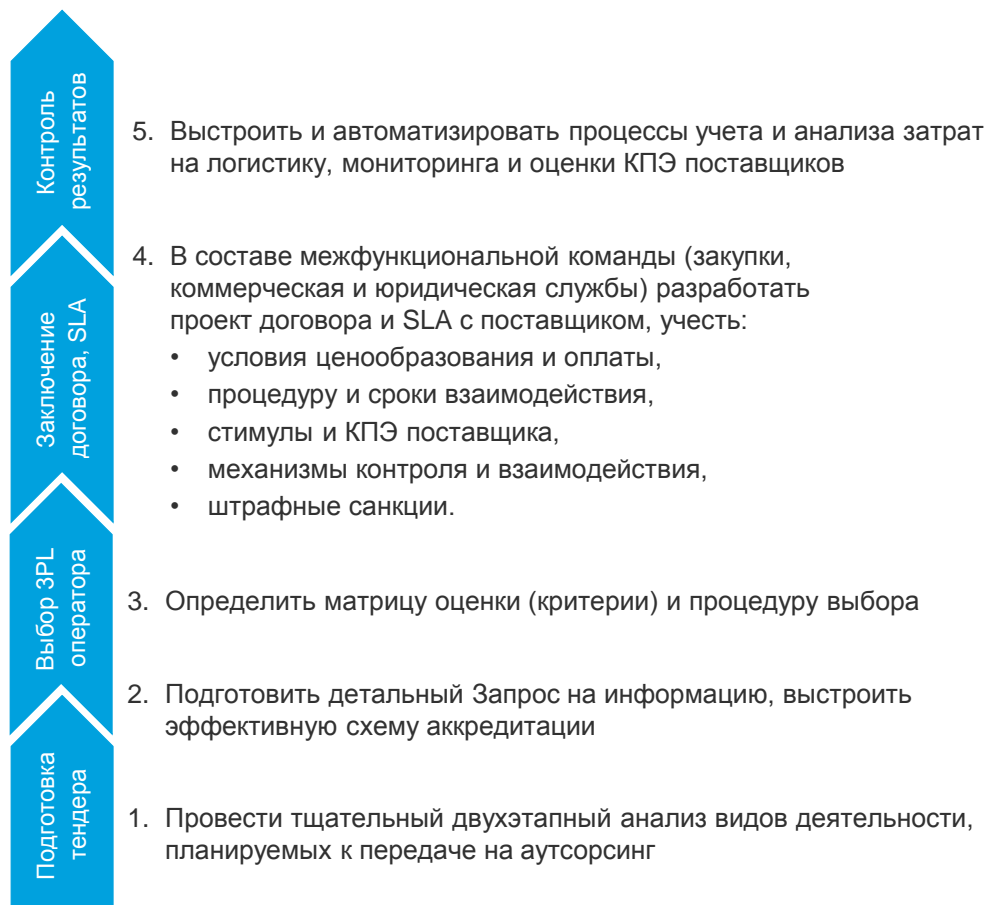 Контроль
результатов
5. Выстроить и автоматизировать процессы учета и анализа затрат
на логистику, мониторинга и оценки КПЭ поставщиков
Заключение
договора, SLA
4. В составе межфункциональной команды (закупки,
коммерческая и юридическая службы) разработать
проект договора и SLA с поставщиком, учесть:
• условия ценообразования и оплаты,
• процедуру и сроки взаимодействия,
• стимулы и КПЭ поставщика,
• механизмы контроля и взаимодействия,
• штрафные санкции.
Выбор 3PL
оператора
3. Определить матрицу оценки (критерии) и процедуру выбора
2. Подготовить детальный Запрос на информацию, выстроить
эффективную схему аккредитации
Подготовка
тендера
1. Провести тщательный двухэтапный анализ видов деятельности,
планируемых к передаче на аутсорсинг